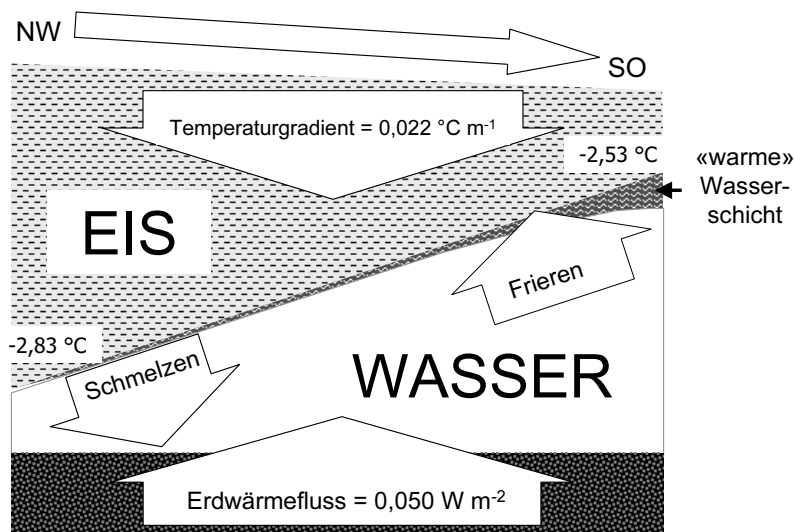 NW
SO
Temperaturgradient = 0,022 °C m⁻¹
-2,53 °C
«warme»
Wasser-
schicht
EIS
Frieren
-2,83 °C
Schmelzen
WASSER
Erdwärmefluss = 0,050 W m⁻²